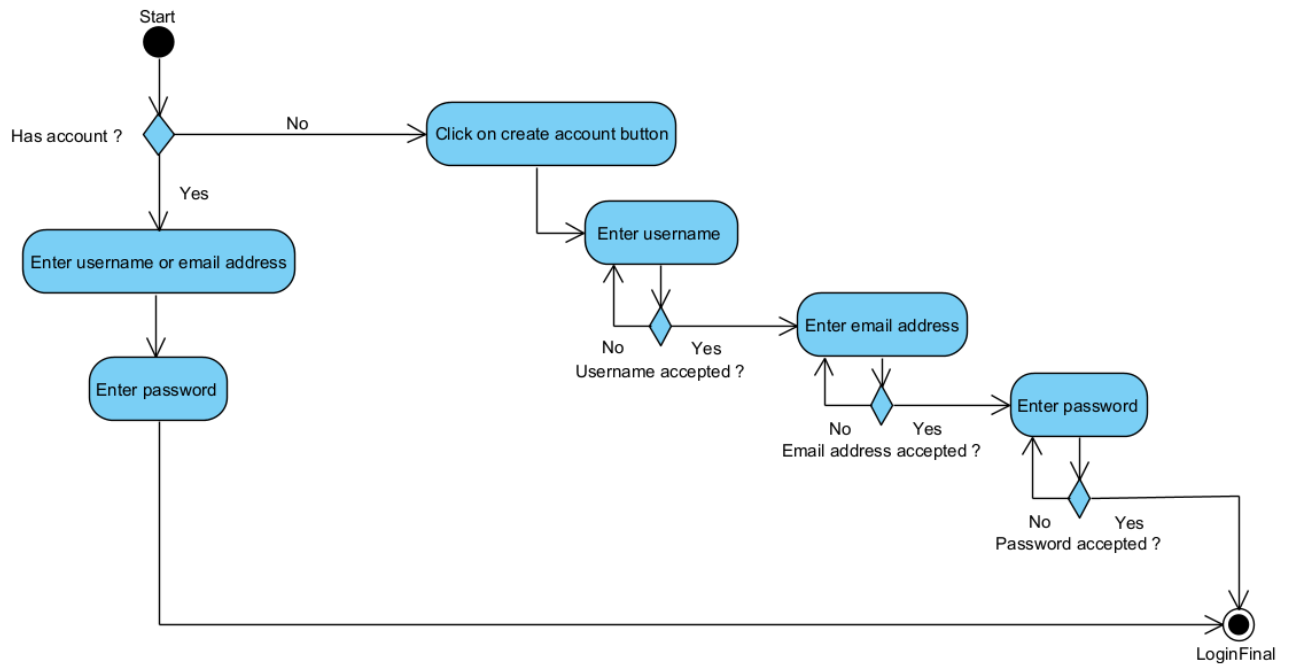 Start
Has account ?
No
Click on create account button
Yes
Enter username
Enter username or email address
Enter email address
No
Yes
Username accepted ?
Enter password
Enter password
No
Yes
Email address accepted ?
No
Yes
Password accepted ?
LoginFinal